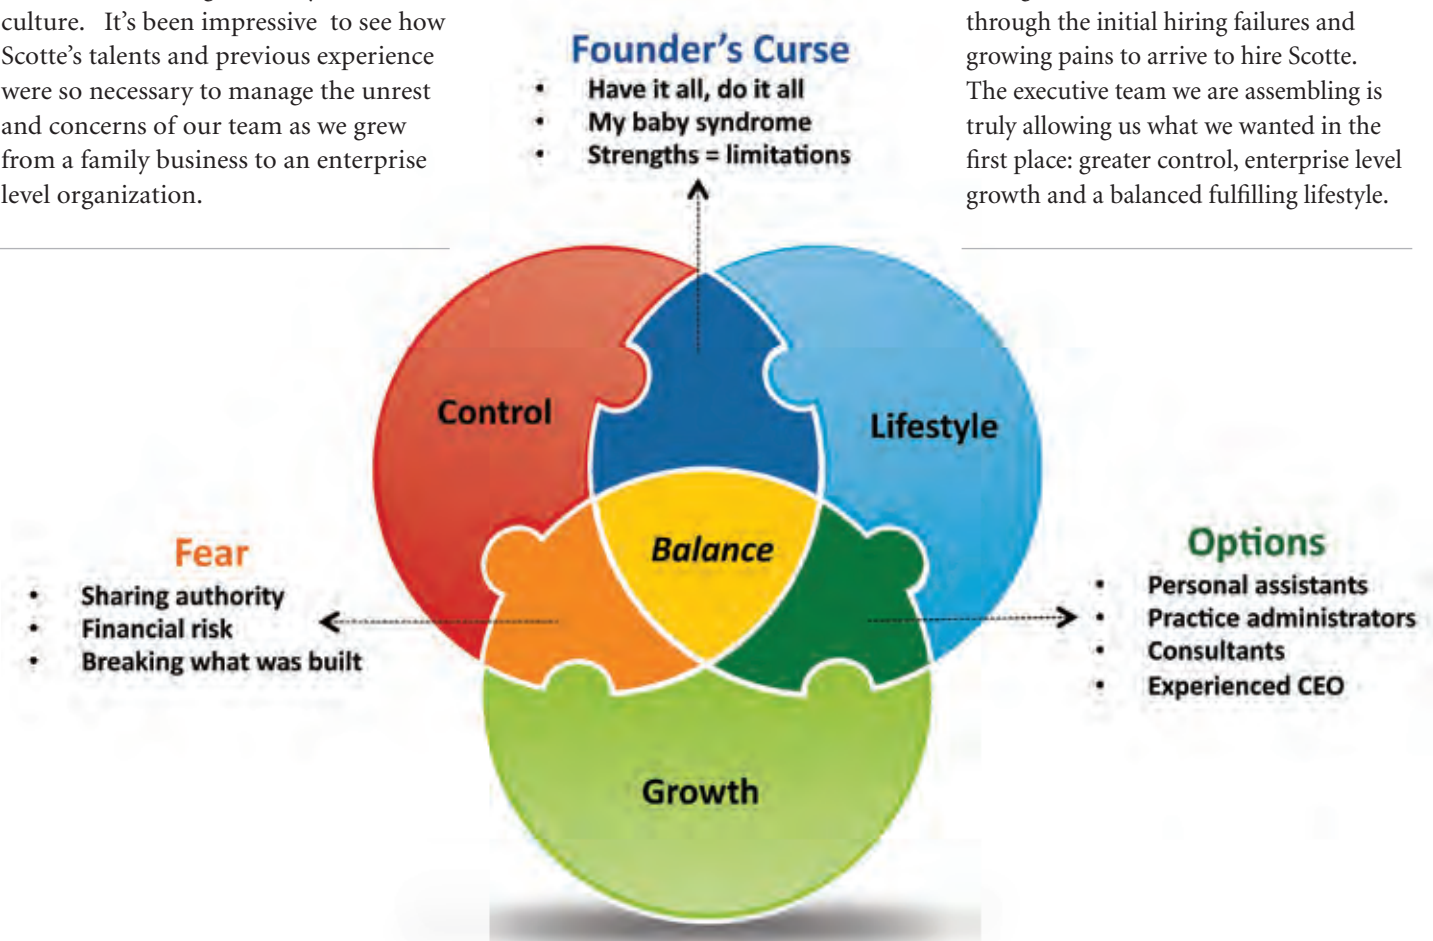 culture. It’s been impressive to see how
Scotte’s talents and previous experience
were so necessary to manage the unrest
and concerns of our team as we grew
from a family business to an enterprise
level organization.
through the initial hiring failures and
growing pains to arrive to hire Scotte.
The executive team we are assembling is
truly allowing us what we wanted in the
first place: greater control, enterprise level
growth and a balanced fulfilling lifestyle.
Founder’s Curse
• Have it all, do it all
• My baby syndrome
• Strengths = limitations
Control
Lifestyle
Balance
Fear
• Sharing authority
• Financial risk
• Breaking what was built
Options
• Personal assistants
• Practice administrators
• Consultants
• Experienced CEO
Growth